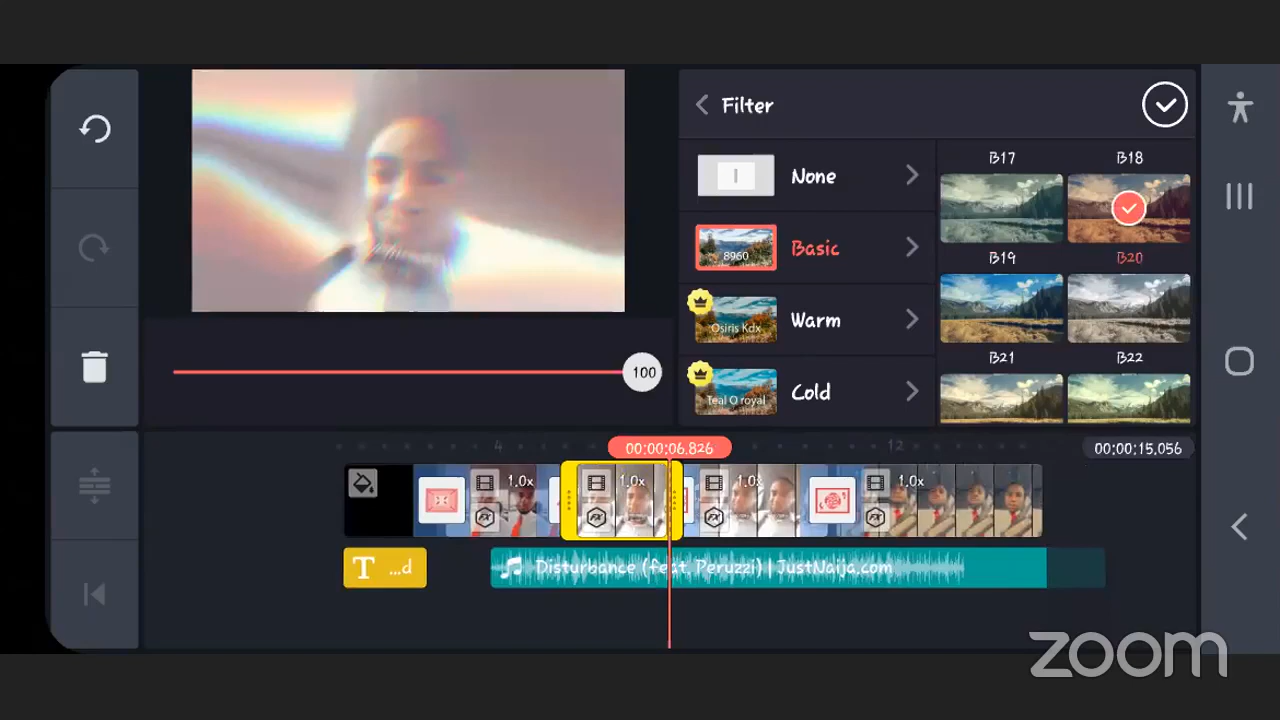 Filter
None
Basic
8960
Warm
Osiris Kdx
Cold
Teal O royal
B17
B18
B19
B20
B21
B22
100
4
00:00:06.826
12
00:00:15.056
1.0x
1.0x
1.0x
1.0x
T ...d
Disturbance (feat. Peruzzi) | JustNaija.com
zoom